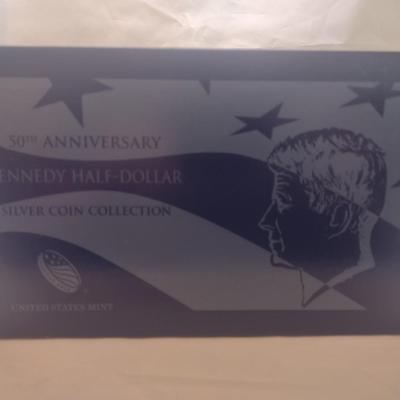 50TH ANNIVERSARY
ENNEDY HALF-DOLLAR
SILVER COIN COLLECTION
UNITED STATES MINT